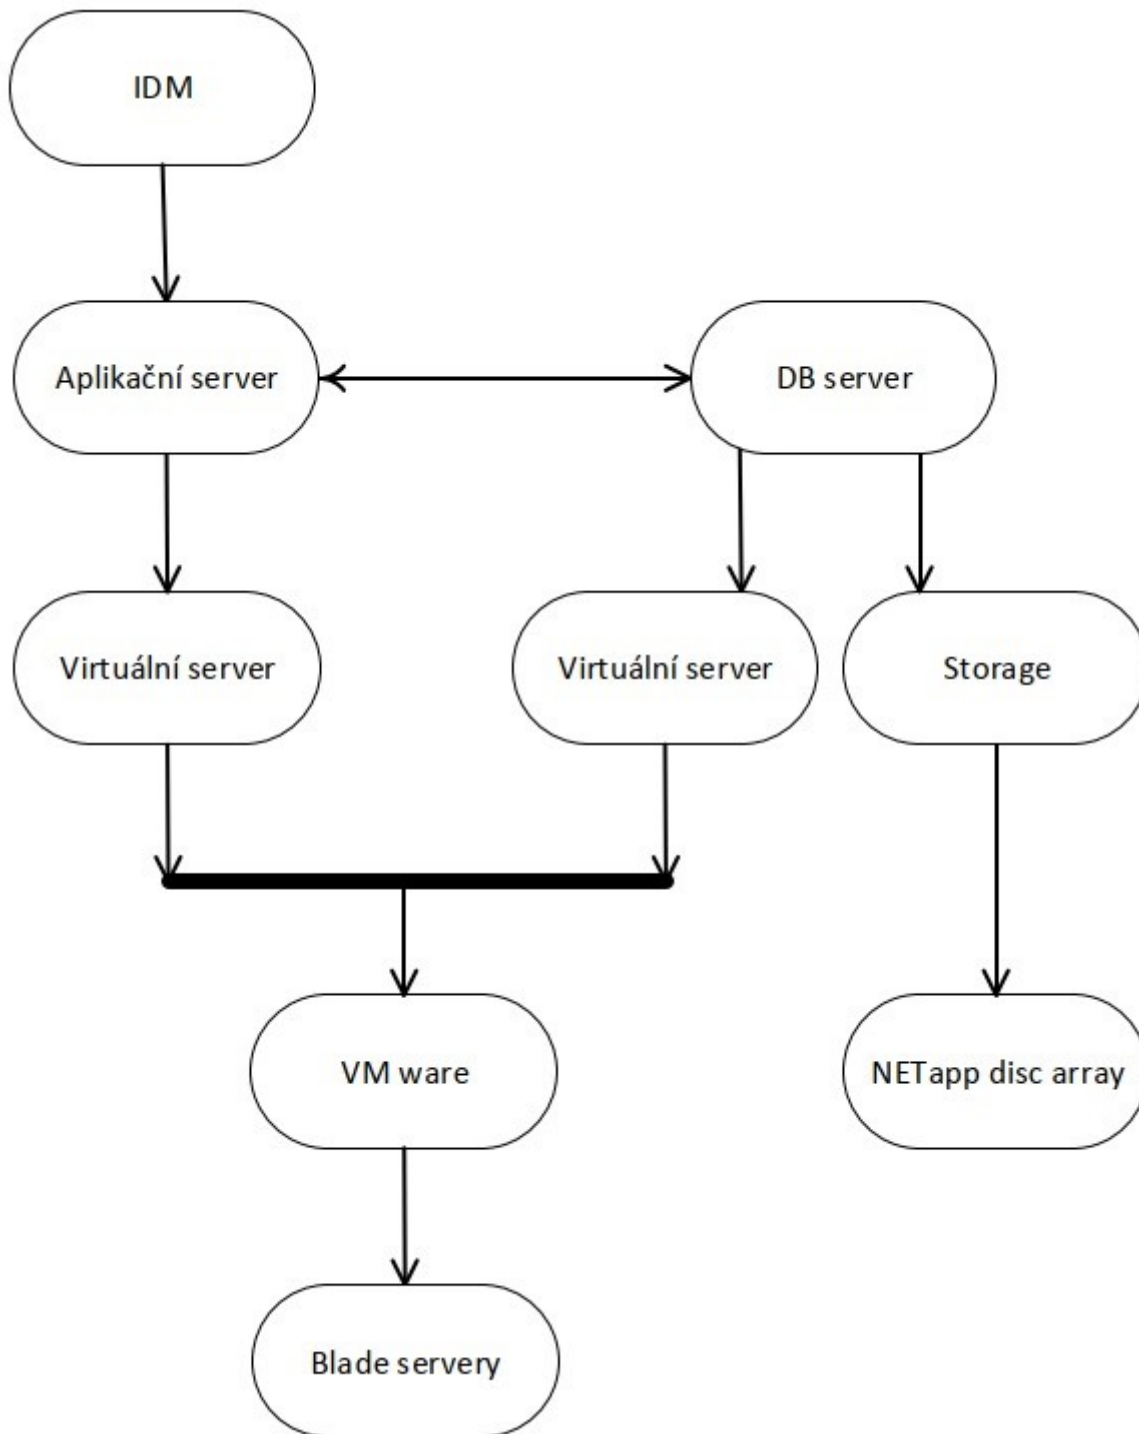 IDM
Aplikační server
DB server
Virtuální server
Virtuální server
Storage
VM ware
NETapp disc array
Blade servery